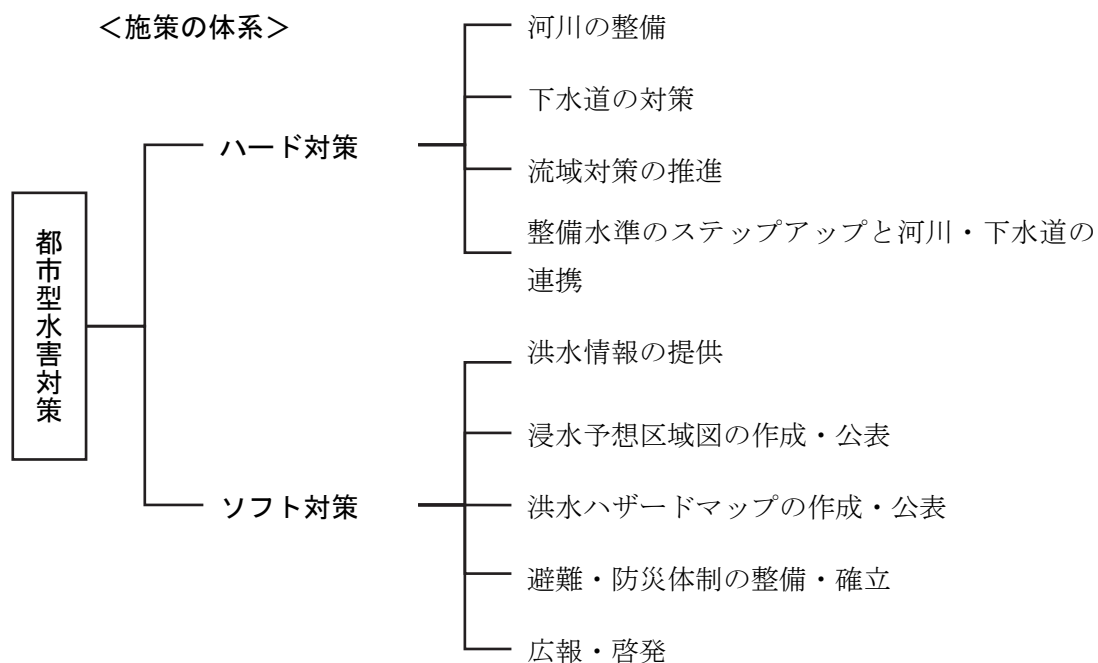 <施策の体系>
河川の整備
下水道の対策
ハード対策
流域対策の推進
整備水準のステップアップと河川・下水道の
連携
都市型水害対策
洪水情報の提供
浸水予想区域図の作成・公表
ソフト対策
洪水ハザードマップの作成・公表
避難・防災体制の整備・確立
広報・啓発